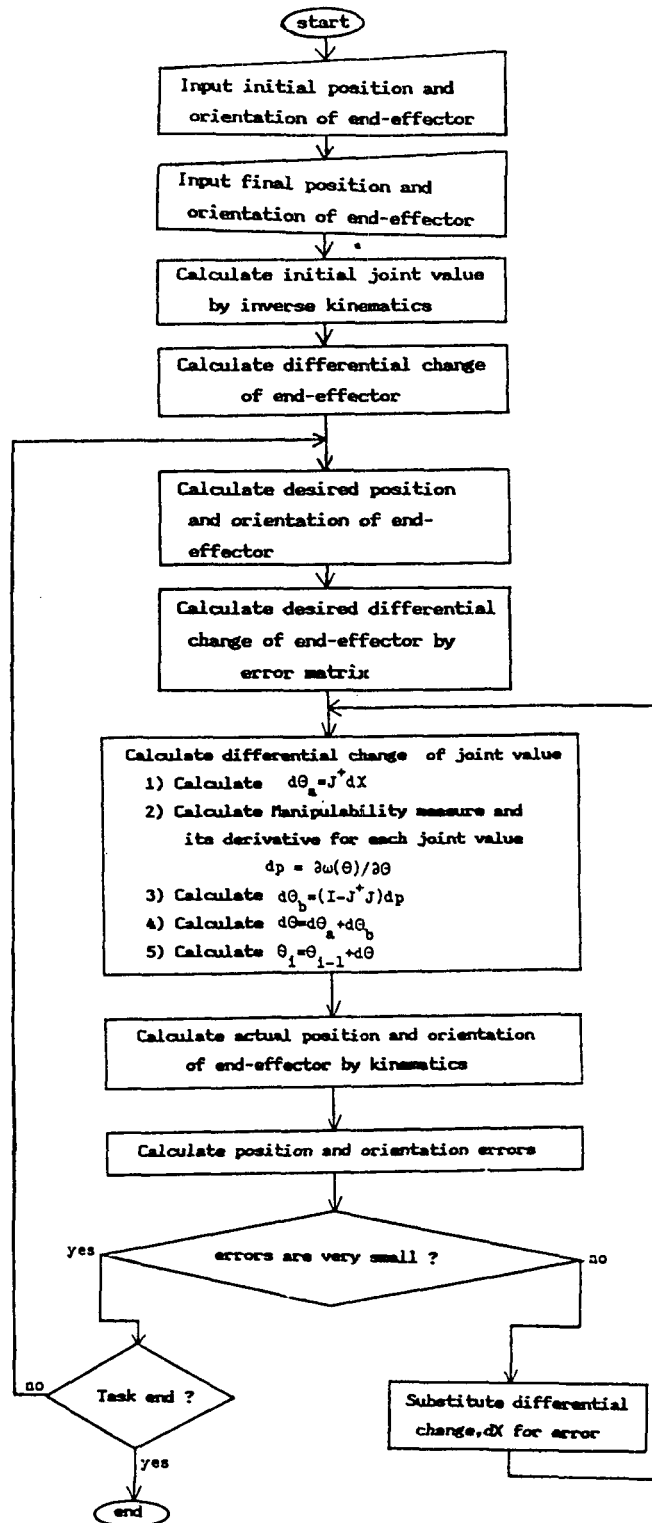 start
Input initial position and
orientation of end-effector
Input final position and
orientation of end-effector
Calculate initial joint value
by inverse kinematics
Calculate differential change
of end-effector
Calculate desired position
and orientation of end-
effector
Calculate desired differential
change of end-effector by
error matrix
Calculate differential change of joint value
1) Calculate dθₐ=J⁺dX
2) Calculate Manipulability measure and
its derivative for each joint value
dp = ∂ω(θ)/∂θ
3) Calculate dθ_b=(I-J⁺J)dp
4) Calculate dθ=dθₐ+dθ_b
5) Calculate θ_i=θ_{i-1}+dθ
Calculate actual position and orientation
of end-effector by kinematics
Calculate position and orientation errors
yes
errors are very small ?
no
no
Task end ?
Substitute differential
change,dX for error
yes
end